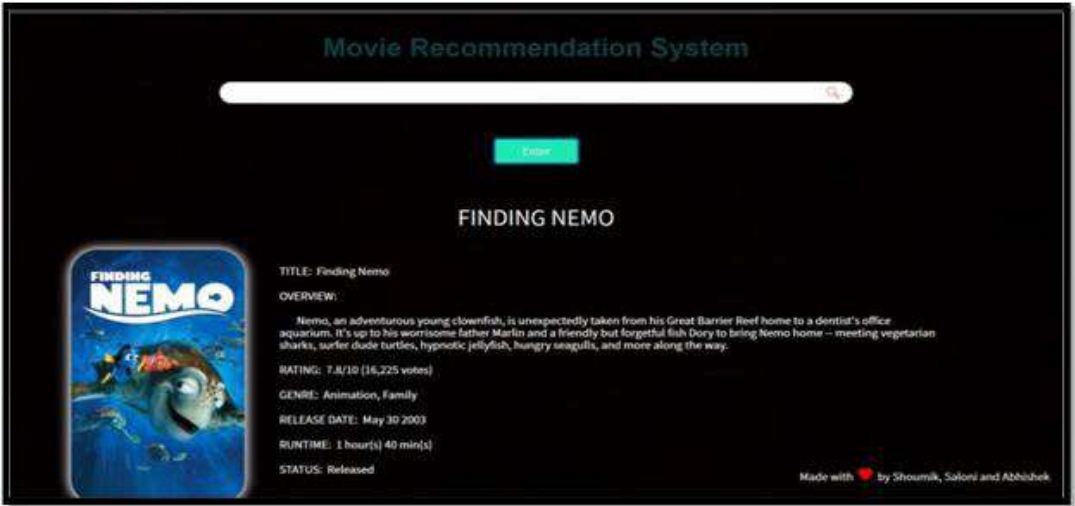 Movie Recommendation System
Enter
FINDING NEMO
FINDING
NEMO
TITLE: Finding Nemo
OVERVIEW:
Nemo, an adventurous young clownfish, is unexpectedly taken from his Great Barrier Reef home to a dentist's office
aquarium. It's up to his worrisome father Marlin and a friendly but forgetful fish Dory to bring Nemo home -- meeting vegetarian
sharks, surfer dude turtles, hypnotic jellyfish, hungry seagulls, and more along the way.
RATING: 7.8/10 (16,225 votes)
GENRE: Animation, Family
RELEASE DATE: May 30 2003
RUNTIME: 1 hour(s) 40 min(s)
STATUS: Released
Made with ❤ by Shoumik, Saloni and Abhishek